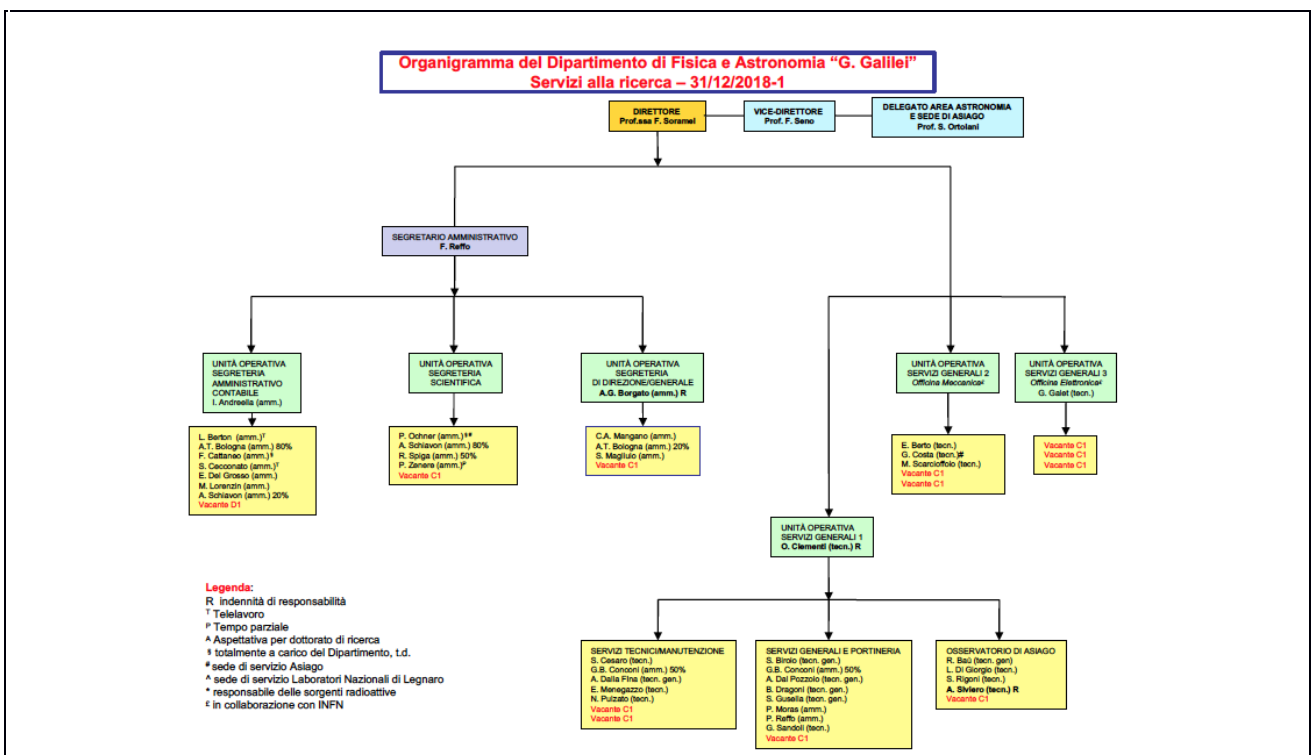 Organigramma del Dipartimento di Fisica e Astronomia “G. Galilei”
Servizi alla ricerca – 31/12/2018-1
DIRETTORE
Prof.ssa F. Soramel
VICE-DIRETTORE
Prof. F. Seno
DELEGATO AREA ASTRONOMIA
E SEDE DI ASIAGO
Prof. S. Ortolani
SEGRETARIO AMMINISTRATIVO
F. Reffo
UNITÀ OPERATIVA
SEGRETERIA
AMMINISTRATIVO
CONTABILE
I. Andreella (amm.)
L. Berton (amm.)ᵀ
A.T. Bologna (amm.) 80%
F. Cattaneo (amm.)§
S. Cecconato (amm.)ᵀ
E. Del Grosso (amm.)
M. Lorenzin (amm.)
A. Schiavon (amm.) 20%
Vacante D1
UNITÀ OPERATIVA
SEGRETERIA
SCIENTIFICA
P. Ochner (amm.)§#
A. Schiavon (amm.) 80%
R. Spiga (amm.) 50%
P. Zenere (amm.)ᴾ
Vacante C1
UNITÀ OPERATIVA
SEGRETERIA
DI DIREZIONE/GENERALE
A.G. Borgato (amm.) R
C.A. Mangano (amm.)
A.T. Bologna (amm.) 20%
S. Magliulo (amm.)
Vacante C1
UNITÀ OPERATIVA
SERVIZI GENERALI 2
Officina Meccanica£
E. Berto (tecn.)
G. Costa (tecn.)#
M. Scarcioffolo (tecn.)
Vacante C1
Vacante C1
UNITÀ OPERATIVA
SERVIZI GENERALI 3
Officina Elettronica£
G. Galet (tecn.)
Vacante C1
Vacante C1
Vacante C1
UNITÀ OPERATIVA
SERVIZI GENERALI 1
O. Clementi (tecn.) R
SERVIZI TECNICI/MANUTENZIONE
S. Cesaro (tecn.)
G.B. Conconi (amm.) 50%
A. Dalla Fina (tecn. gen.)
E. Menegazzo (tecn.)
N. Pulzato (tecn.)
Vacante C1
Vacante C1
SERVIZI GENERALI E PORTINERIA
S. Birolo (tecn. gen.)
G.B. Conconi (amm.) 50%
A. Dal Pozzolo (tecn. gen.)
B. Dragoni (tecn. gen.)
S. Gusella (tecn. gen.)
P. Moras (amm.)
P. Reffo (amm.)
G. Sandoli (tecn.)
Vacante C1
OSSERVATORIO DI ASIAGO
R. Baù (tecn. gen)
L. Di Giorgio (tecn.)
S. Rigoni (tecn.)
A. Siviero (tecn.) R
Vacante C1
Legenda:
R indennità di responsabilità
ᵀ Telelavoro
ᴾ Tempo parziale
ᴬ Aspettativa per dottorato di ricerca
§ totalmente a carico del Dipartimento, t.d.
# sede di servizio Asiago
^ sede di servizio Laboratori Nazionali di Legnaro
* responsabile delle sorgenti radioattive
£ in collaborazione con INFN